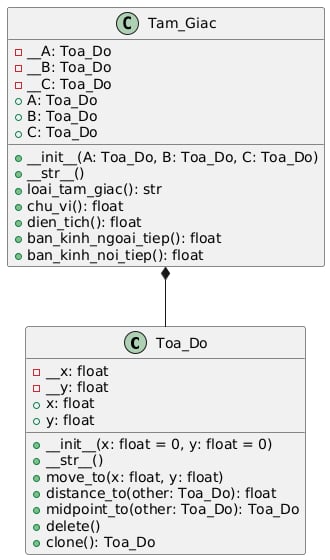 C Tam_Giac
__A: Toa_Do
__B: Toa_Do
__C: Toa_Do
A: Toa_Do
B: Toa_Do
C: Toa_Do
__init__(A: Toa_Do, B: Toa_Do, C: Toa_Do)
__str__()
loai_tam_giac(): str
chu_vi(): float
dien_tich(): float
ban_kinh_ngoai_tiep(): float
ban_kinh_noi_tiep(): float
C Toa_Do
__x: float
__y: float
x: float
y: float
__init__(x: float = 0, y: float = 0)
__str__()
move_to(x: float, y: float)
distance_to(other: Toa_Do): float
midpoint_to(other: Toa_Do): Toa_Do
delete()
clone(): Toa_Do